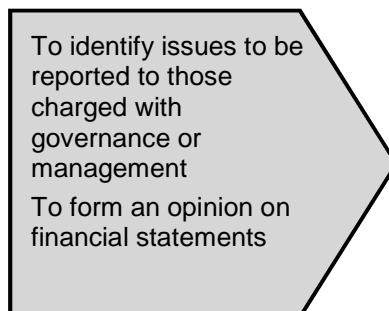 To identify issues to be
reported to those
charged with
governance or
management
To form an opinion on
financial statements